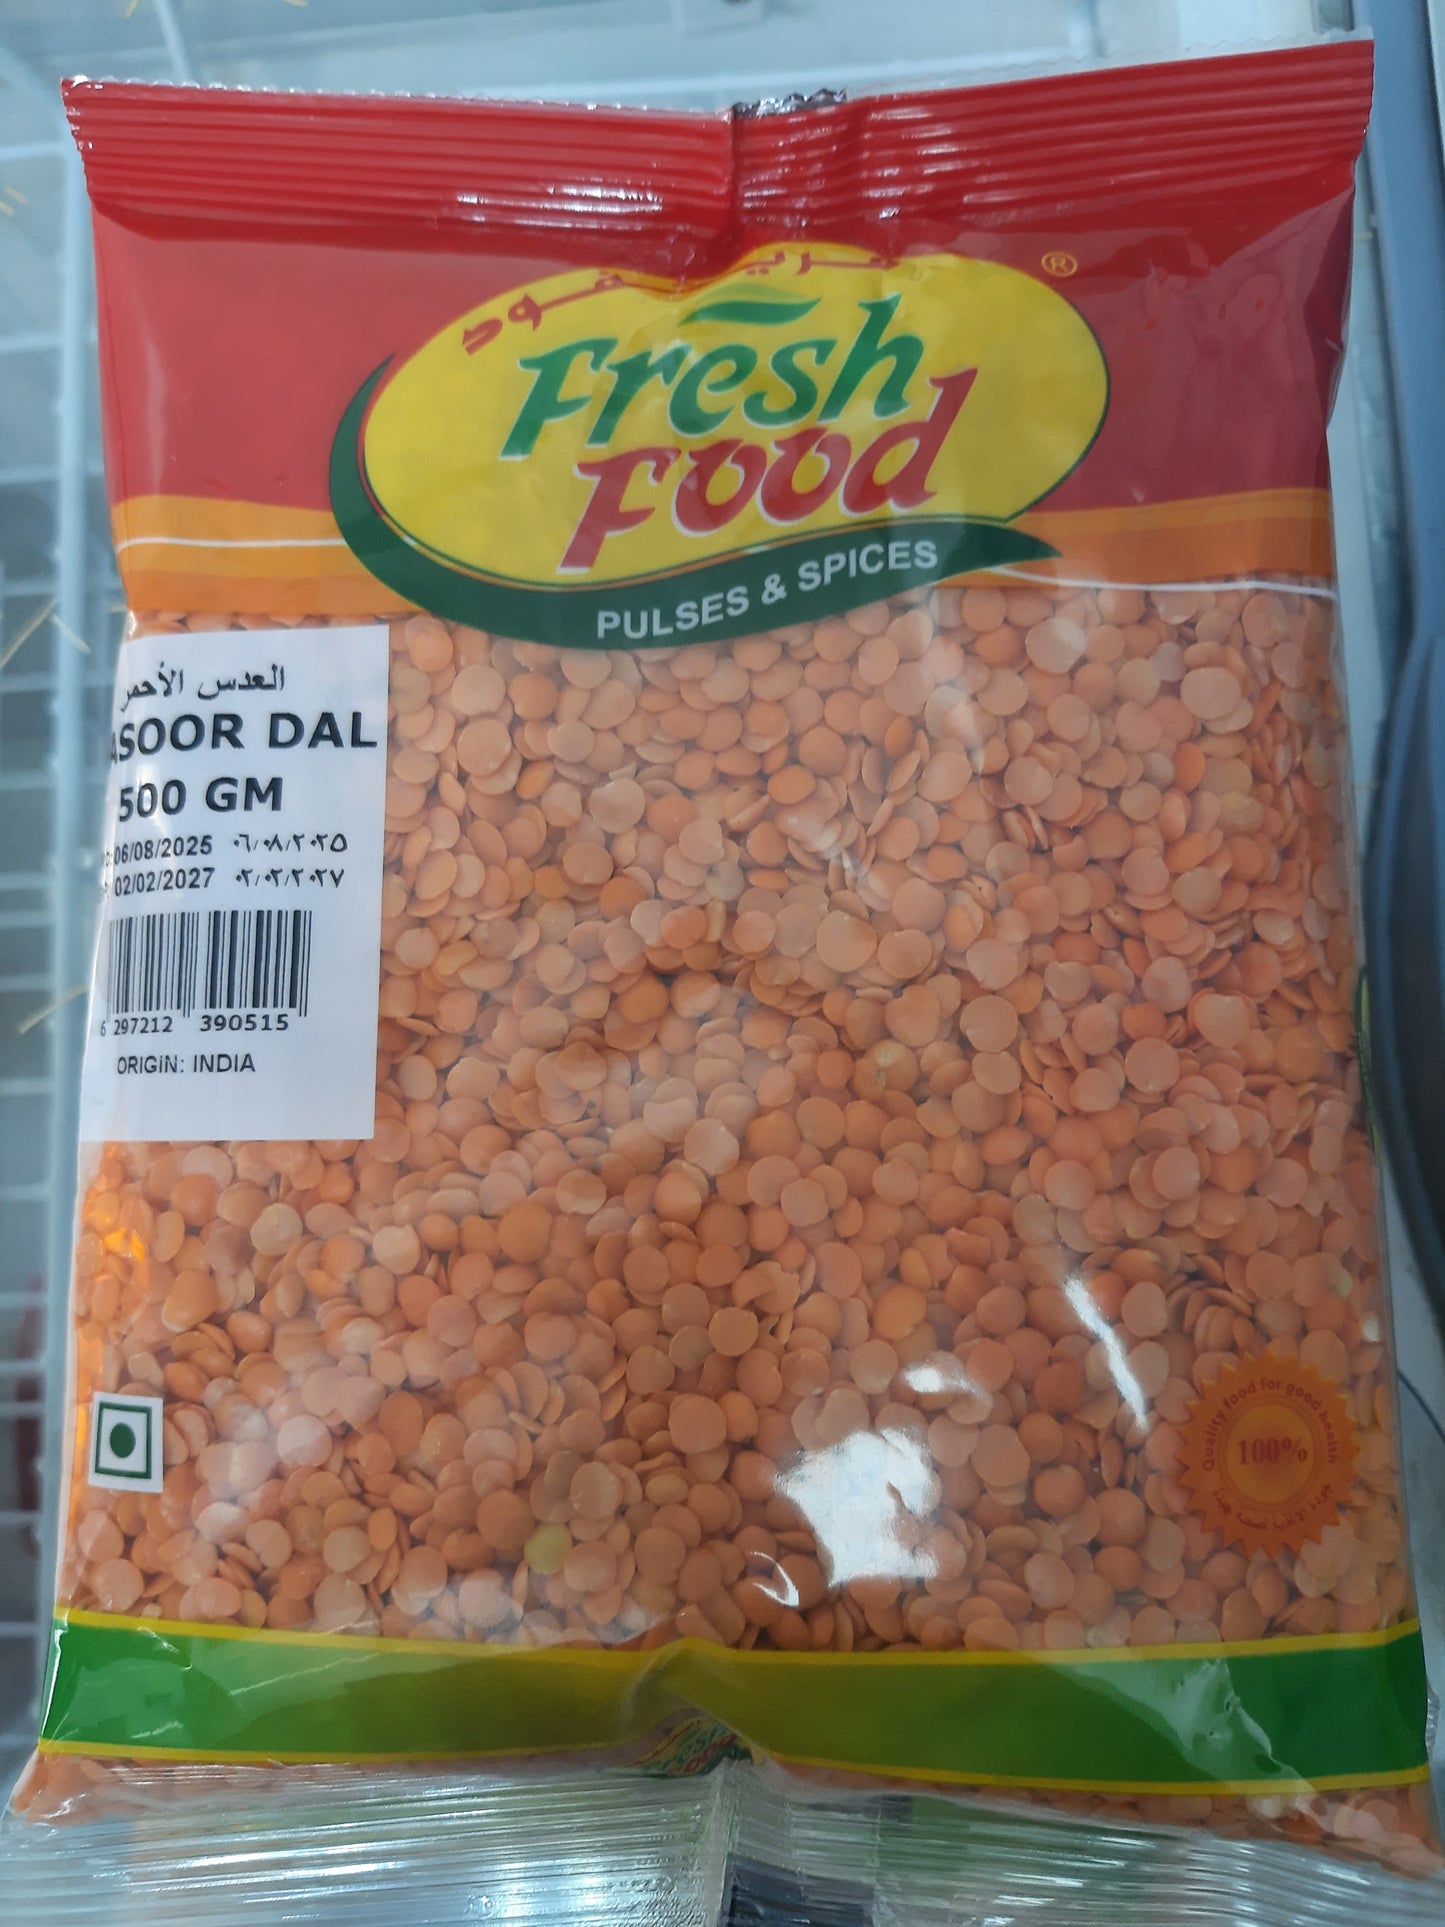 فريش فـود
®
Fresh
Food
PULSES & SPICES
العدس الأحمر
ASOOR DAL
500 GM
06/08/2025 ٠٦/٠٨/٢٠٢٥
02/02/2027 ٠٢/٠٢/٢٠٢٧
6 297212 390515
ORIGIN: INDIA
Quality food for good health
100%